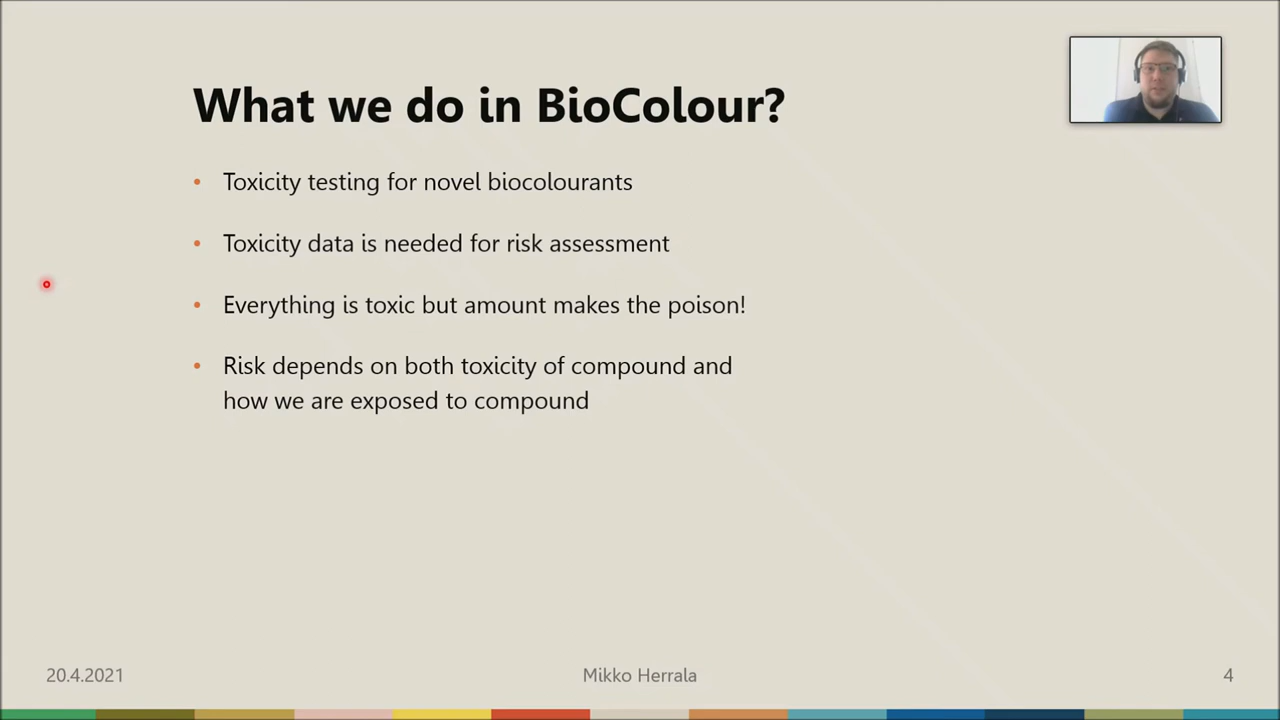 What we do in BioColour?
• Toxicity testing for novel biocolourants
• Toxicity data is needed for risk assessment
• Everything is toxic but amount makes the poison!
• Risk depends on both toxicity of compound and
how we are exposed to compound
20.4.2021
Mikko Herrala
4